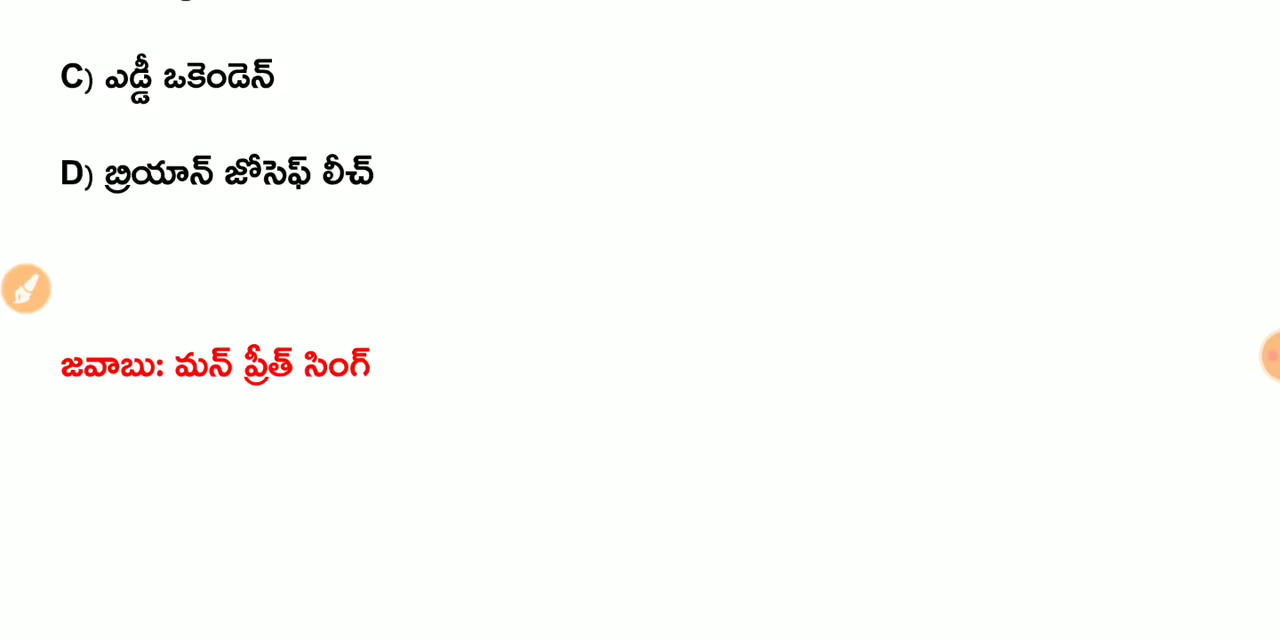 C) ఎడ్డీ ఒకెండెన్
D) బ్రియాన్ జోసెఫ్ లీచ్
జవాబు: మన్ ప్రీత్ సింగ్